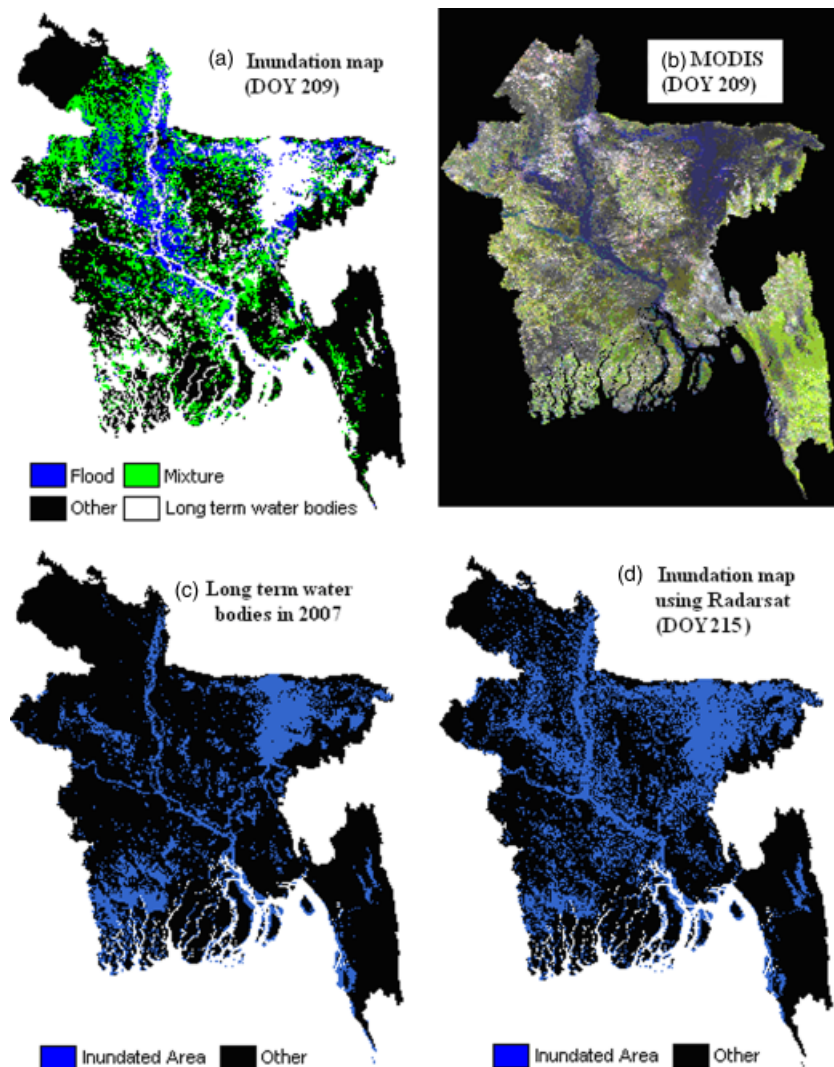 (a) Inundation map
(DOY 209)
(b) MODIS
(DOY 209)
Flood Mixture
Other Long term water bodies
(c) Long term water
bodies in 2007
(d) Inundation map
using Radarsat
(DOY215)
Inundated Area Other
Inundated Area Other